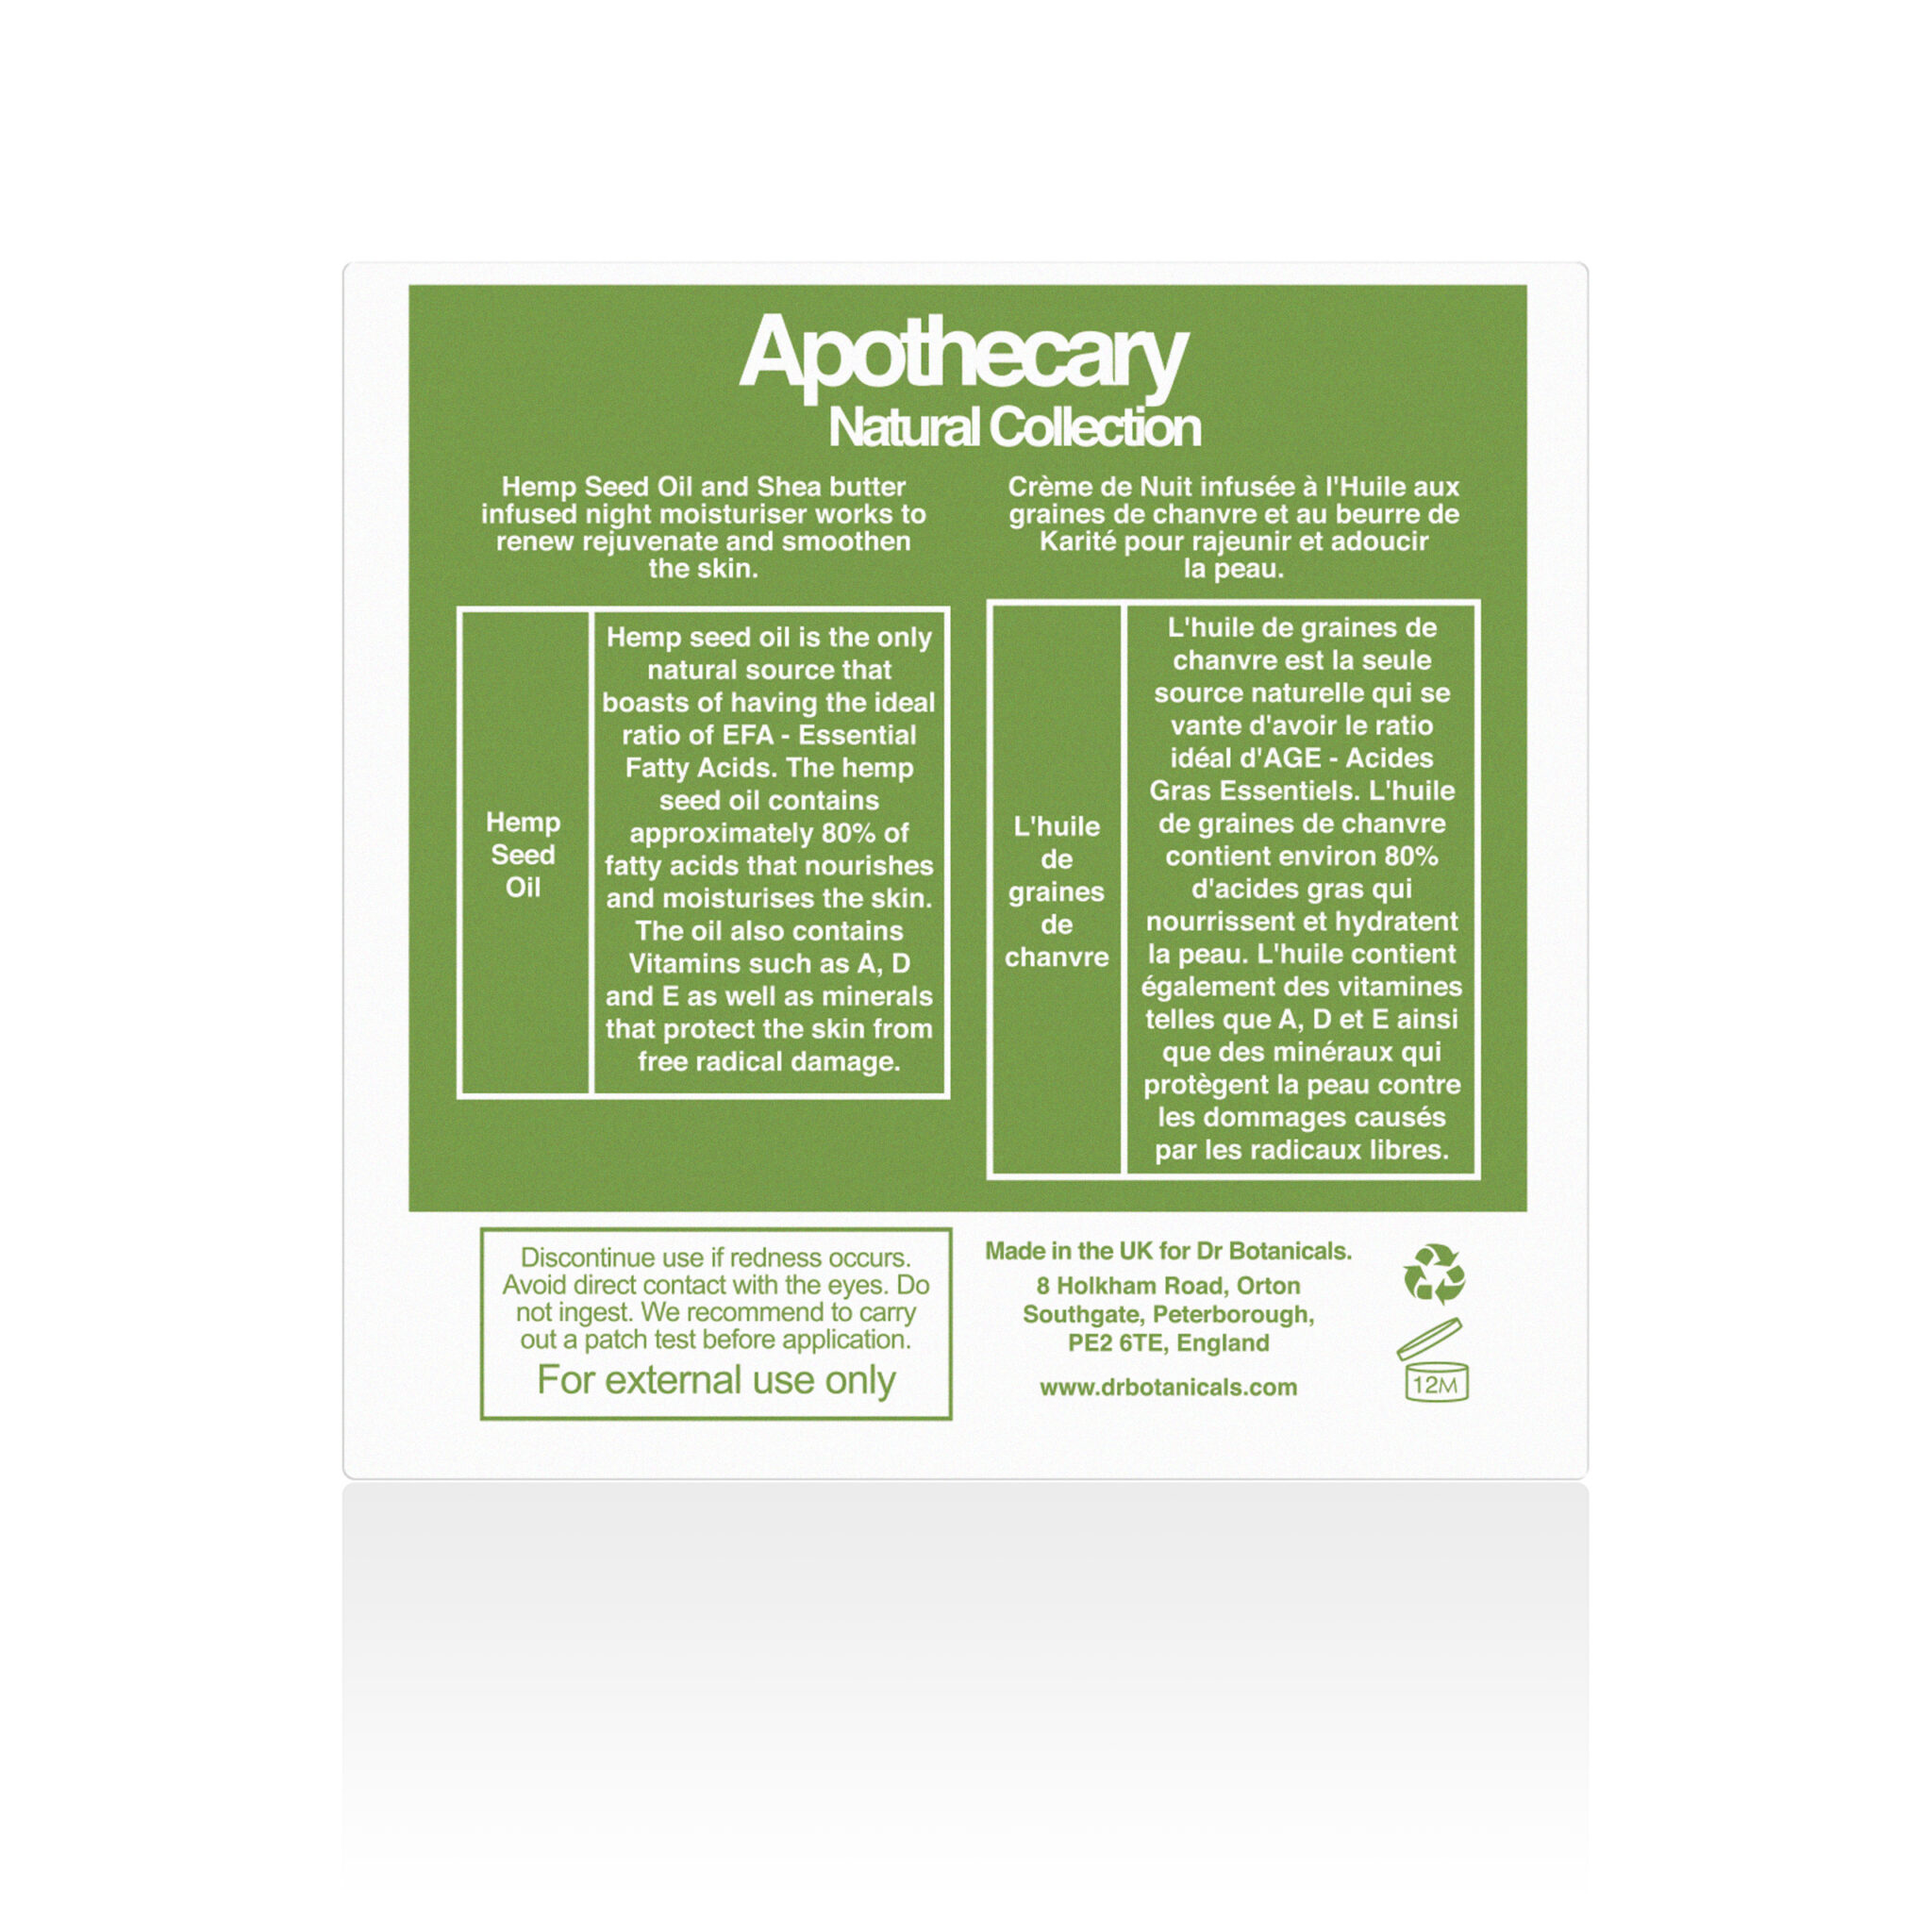 Apothecary
Natural Collection
Hemp Seed Oil and Shea butter
infused night moisturiser works to
renew rejuvenate and smoothen
the skin.
Crème de Nuit infusée à l'Huile aux
graines de chanvre et au beurre de
Karité pour rajeunir et adoucir
la peau.
Hemp
Seed
Oil
Hemp seed oil is the only
natural source that
boasts of having the ideal
ratio of EFA - Essential
Fatty Acids. The hemp
seed oil contains
approximately 80% of
fatty acids that nourishes
and moisturises the skin.
The oil also contains
Vitamins such as A, D
and E as well as minerals
that protect the skin from
free radical damage.
L'huile
de
graines
de
chanvre
L'huile de graines de
chanvre est la seule
source naturelle qui se
vante d'avoir le ratio
idéal d'AGE - Acides
Gras Essentiels. L'huile
de graines de chanvre
contient environ 80%
d'acides gras qui
nourrissent et hydratent
la peau. L'huile contient
également des vitamines
telles que A, D et E ainsi
que des minéraux qui
protègent la peau contre
les dommages causés
par les radicaux libres.
Discontinue use if redness occurs.
Avoid direct contact with the eyes. Do
not ingest. We recommend to carry
out a patch test before application.
For external use only
Made in the UK for Dr Botanicals.
8 Holkham Road, Orton
Southgate, Peterborough,
PE2 6TE, England
www.drbotanicals.com
12M